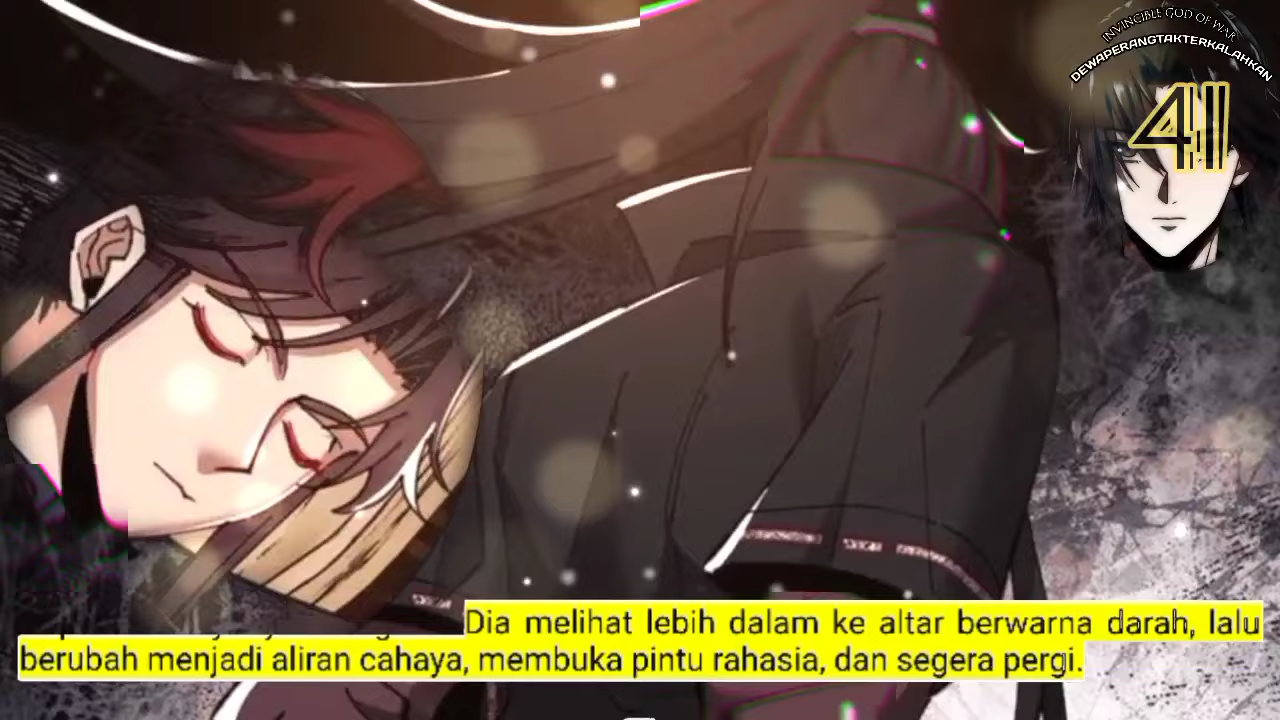 INVINCIBLE GOD OF WAR
DEWAPERANGTAKTERKALAHKAN
41
Dia melihat lebih dalam ke altar berwarna darah, lalu
berubah menjadi aliran cahaya, membuka pintu rahasia, dan segera pergi.